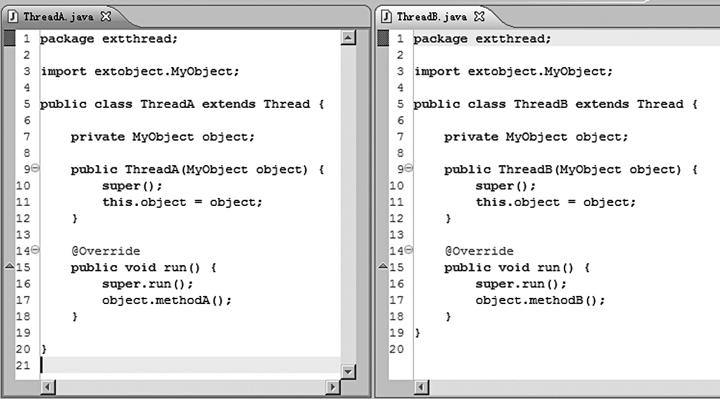 ThreadA.java
1 package extthread;
2
3 import extobject.MyObject;
4
5 public class ThreadA extends Thread {
6
7 private MyObject object;
8
9 public ThreadA(MyObject object) {
10 super();
11 this.object = object;
12 }
13
14 @Override
15 public void run() {
16 super.run();
17 object.methodA();
18 }
19
20 }
21
ThreadB.java
1 package extthread;
2
3 import extobject.MyObject;
4
5 public class ThreadB extends Thread {
6
7 private MyObject object;
8
9 public ThreadB(MyObject object) {
10 super();
11 this.object = object;
12 }
13
14 @Override
15 public void run() {
16 super.run();
17 object.methodB();
18 }
19 }
20